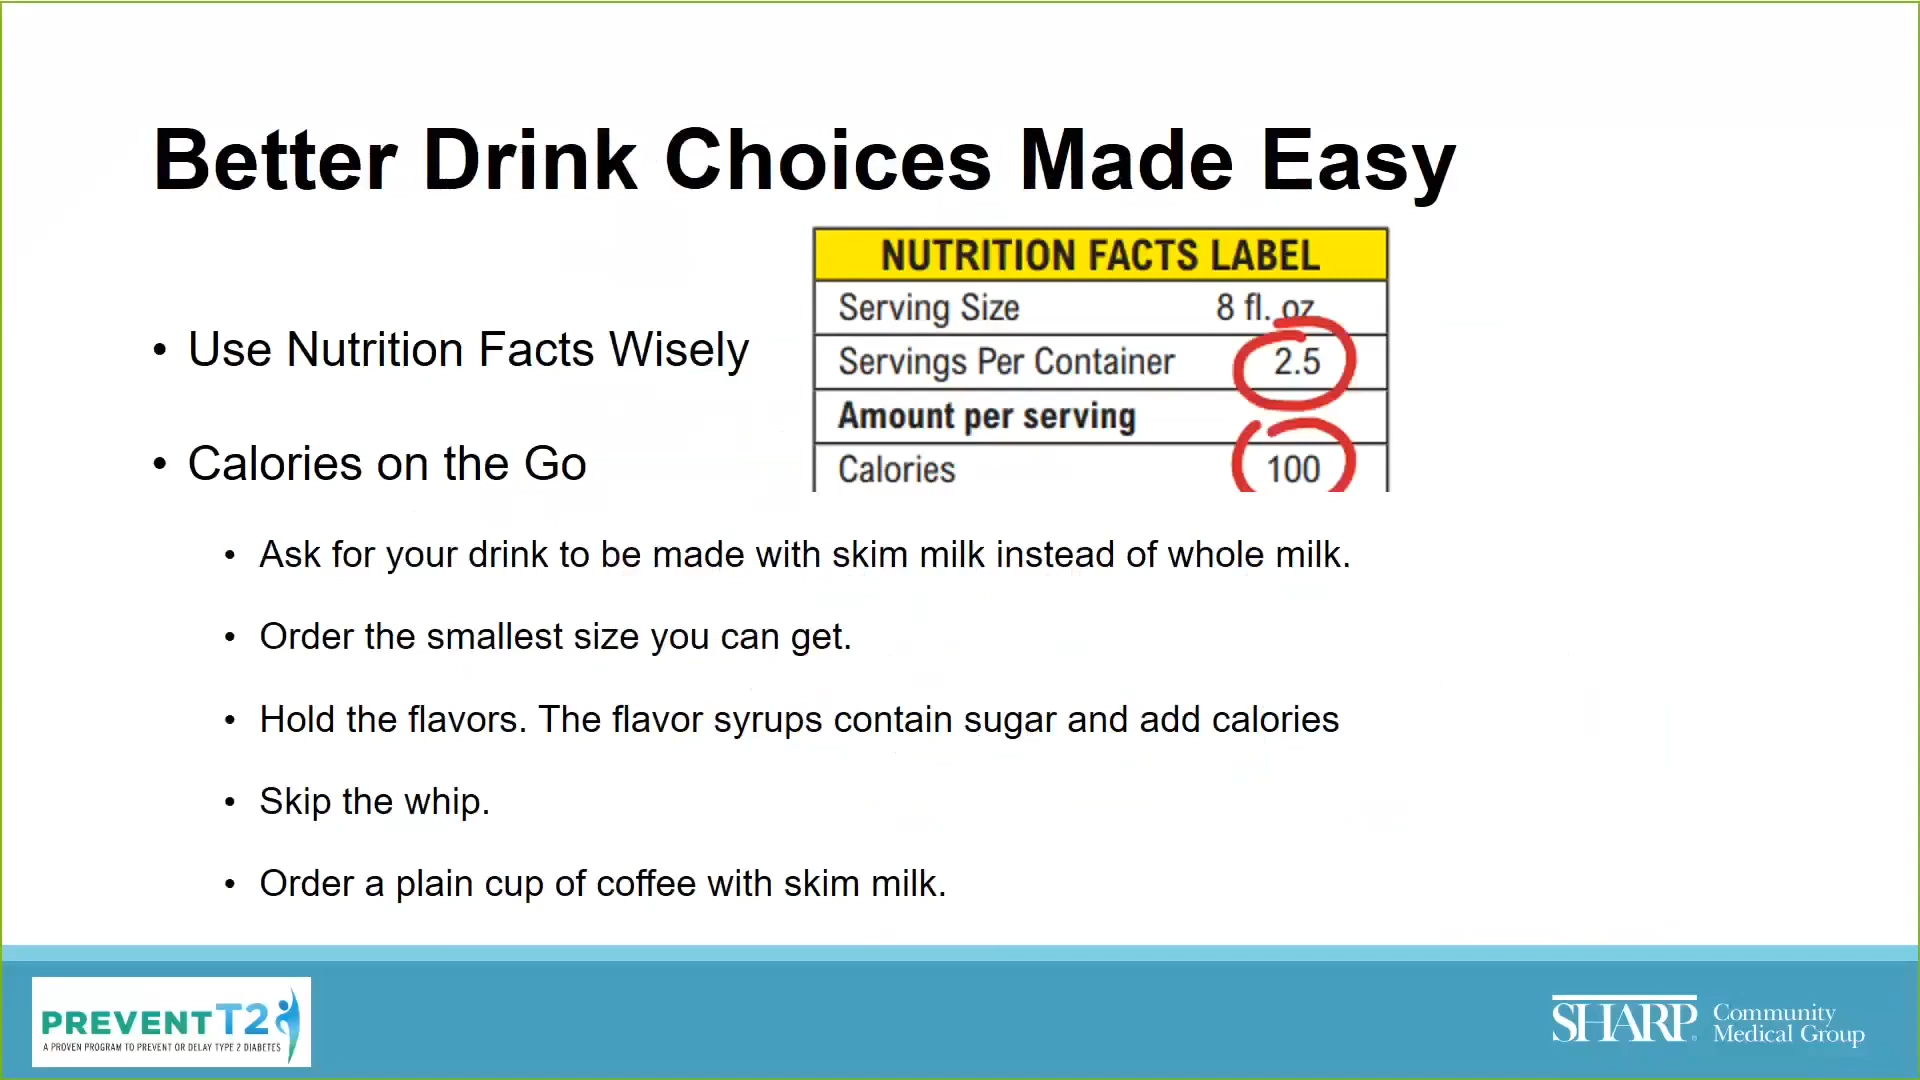 Better Drink Choices Made Easy
NUTRITION FACTS LABEL
Serving Size 8 fl. oz
Servings Per Container 2.5
Amount per serving
Calories 100
• Use Nutrition Facts Wisely
• Calories on the Go
• Ask for your drink to be made with skim milk instead of whole milk.
• Order the smallest size you can get.
• Hold the flavors. The flavor syrups contain sugar and add calories
• Skip the whip.
• Order a plain cup of coffee with skim milk.
PREVENT T2
A PROVEN PROGRAM TO PREVENT OR DELAY TYPE 2 DIABETES
SHARP Community
Medical Group